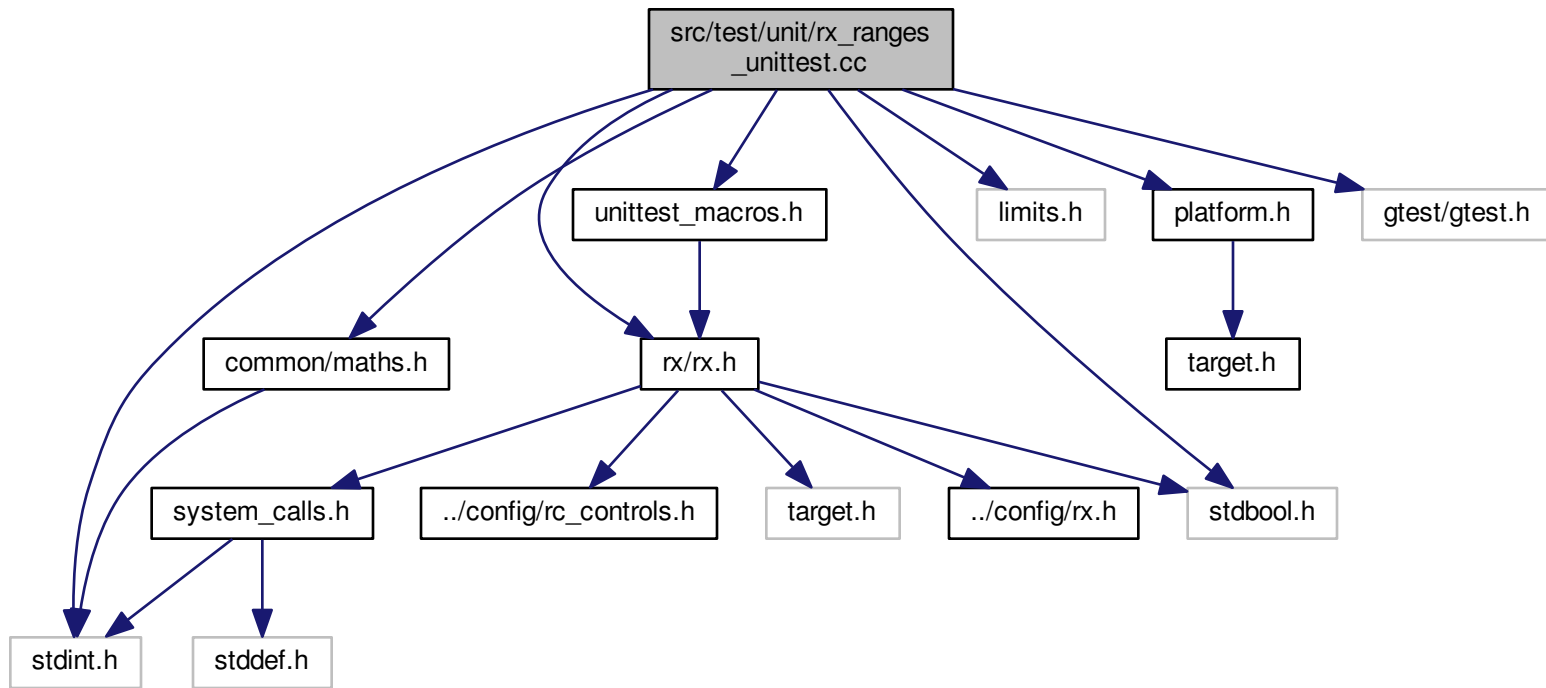 src/test/unit/rx_ranges
_unittest.cc
unittest_macros.h
limits.h
platform.h
gtest/gtest.h
common/maths.h
rx/rx.h
target.h
system_calls.h
../config/rc_controls.h
target.h
../config/rx.h
stdbool.h
stdint.h
stddef.h